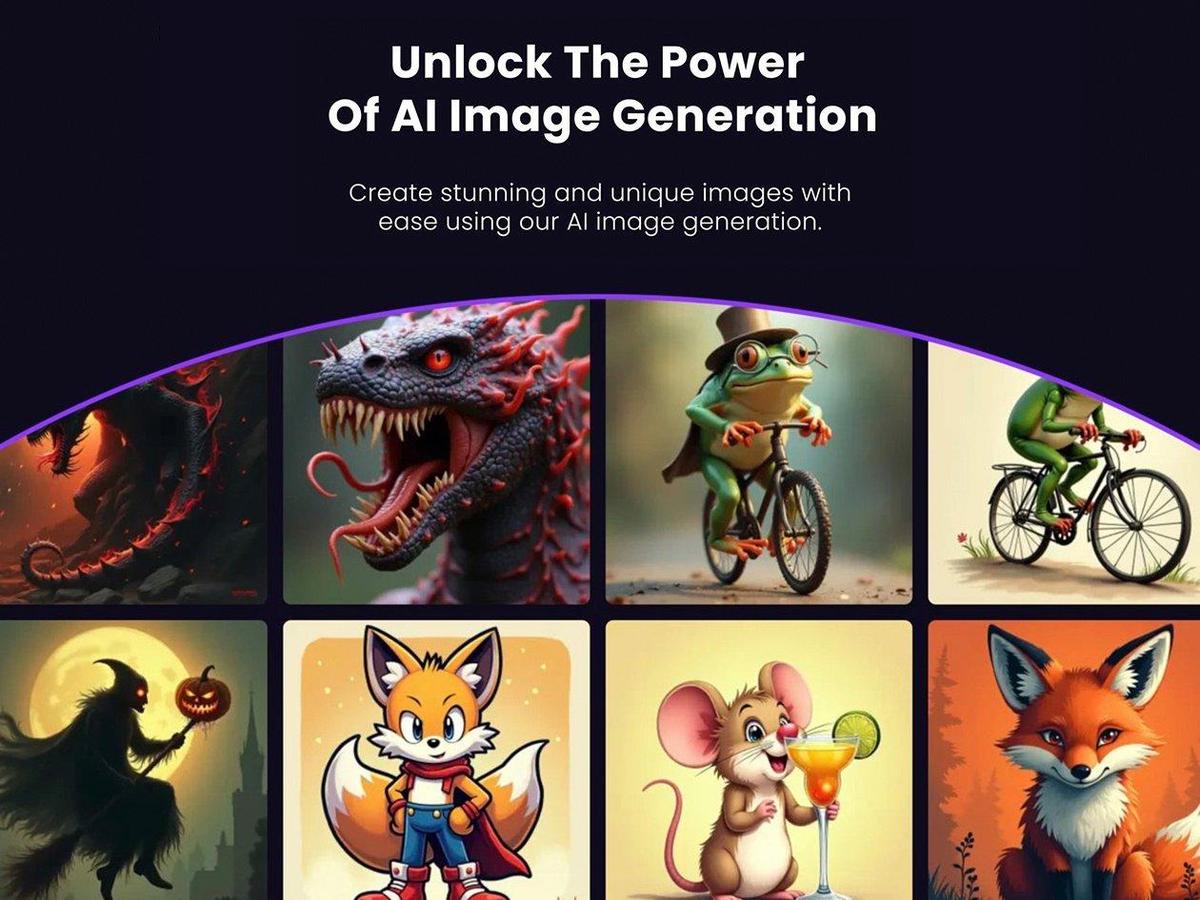 Unlock The Power
Of AI Image Generation
Create stunning and unique images with
ease using our AI image generation.